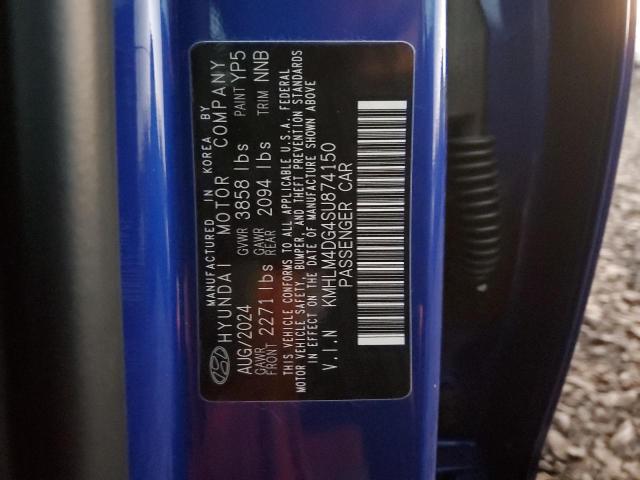 MANUFACTURED IN KOREA BY
HYUNDAI MOTOR COMPANY
AUG/2024 GVWR 3858 lbs PAINT YP5
GAWR FRONT 2271 lbs GAWR REAR 2094 lbs TRIM NNB
THIS VEHICLE CONFORMS TO ALL APPLICABLE U.S.A. FEDERAL
MOTOR VEHICLE SAFETY, BUMPER, AND THEFT PREVENTION STANDARDS
IN EFFECT ON THE DATE OF MANUFACTURE SHOWN ABOVE
V.I.N KMHLM4DG4SU874150
PASSENGER CAR